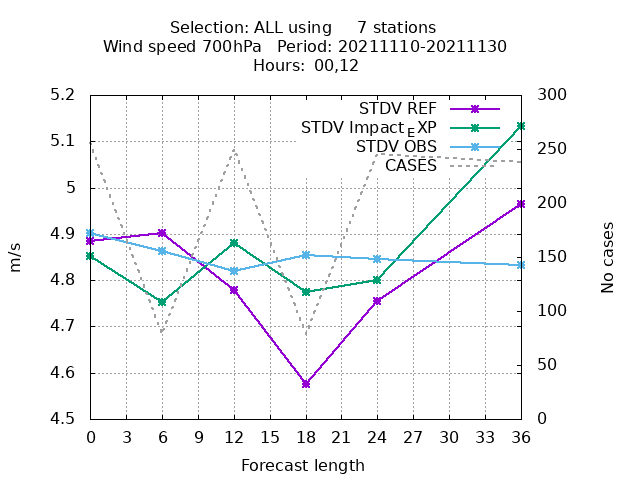 Selection: ALL using     7 stations
Wind speed 700hPa   Period: 20211110-20211130
Hours:  00,12
STDV REF
STDV Impact_EXP
STDV OBS
CASES
5.2
5.1
5
4.9
4.8
4.7
4.6
4.5
300
250
200
150
100
50
0
m/s
No cases
0 3 6 9 12 15 18 21 24 27 30 33 36
Forecast length